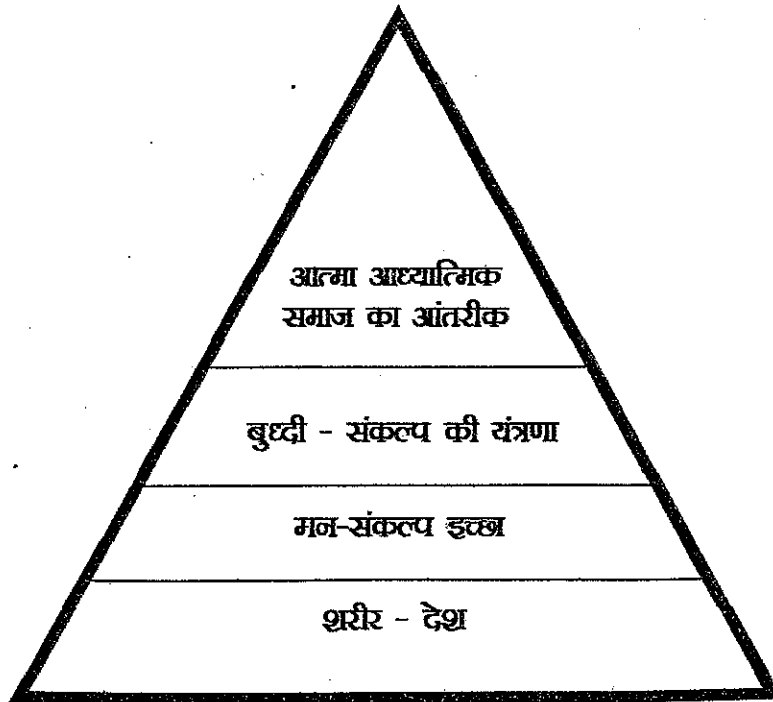 आत्मा आध्यात्मिक
समाज का आंतरीक
बुध्दी - संकल्प की यंत्रणा
मन-संकल्प इच्छा
शरीर - देश